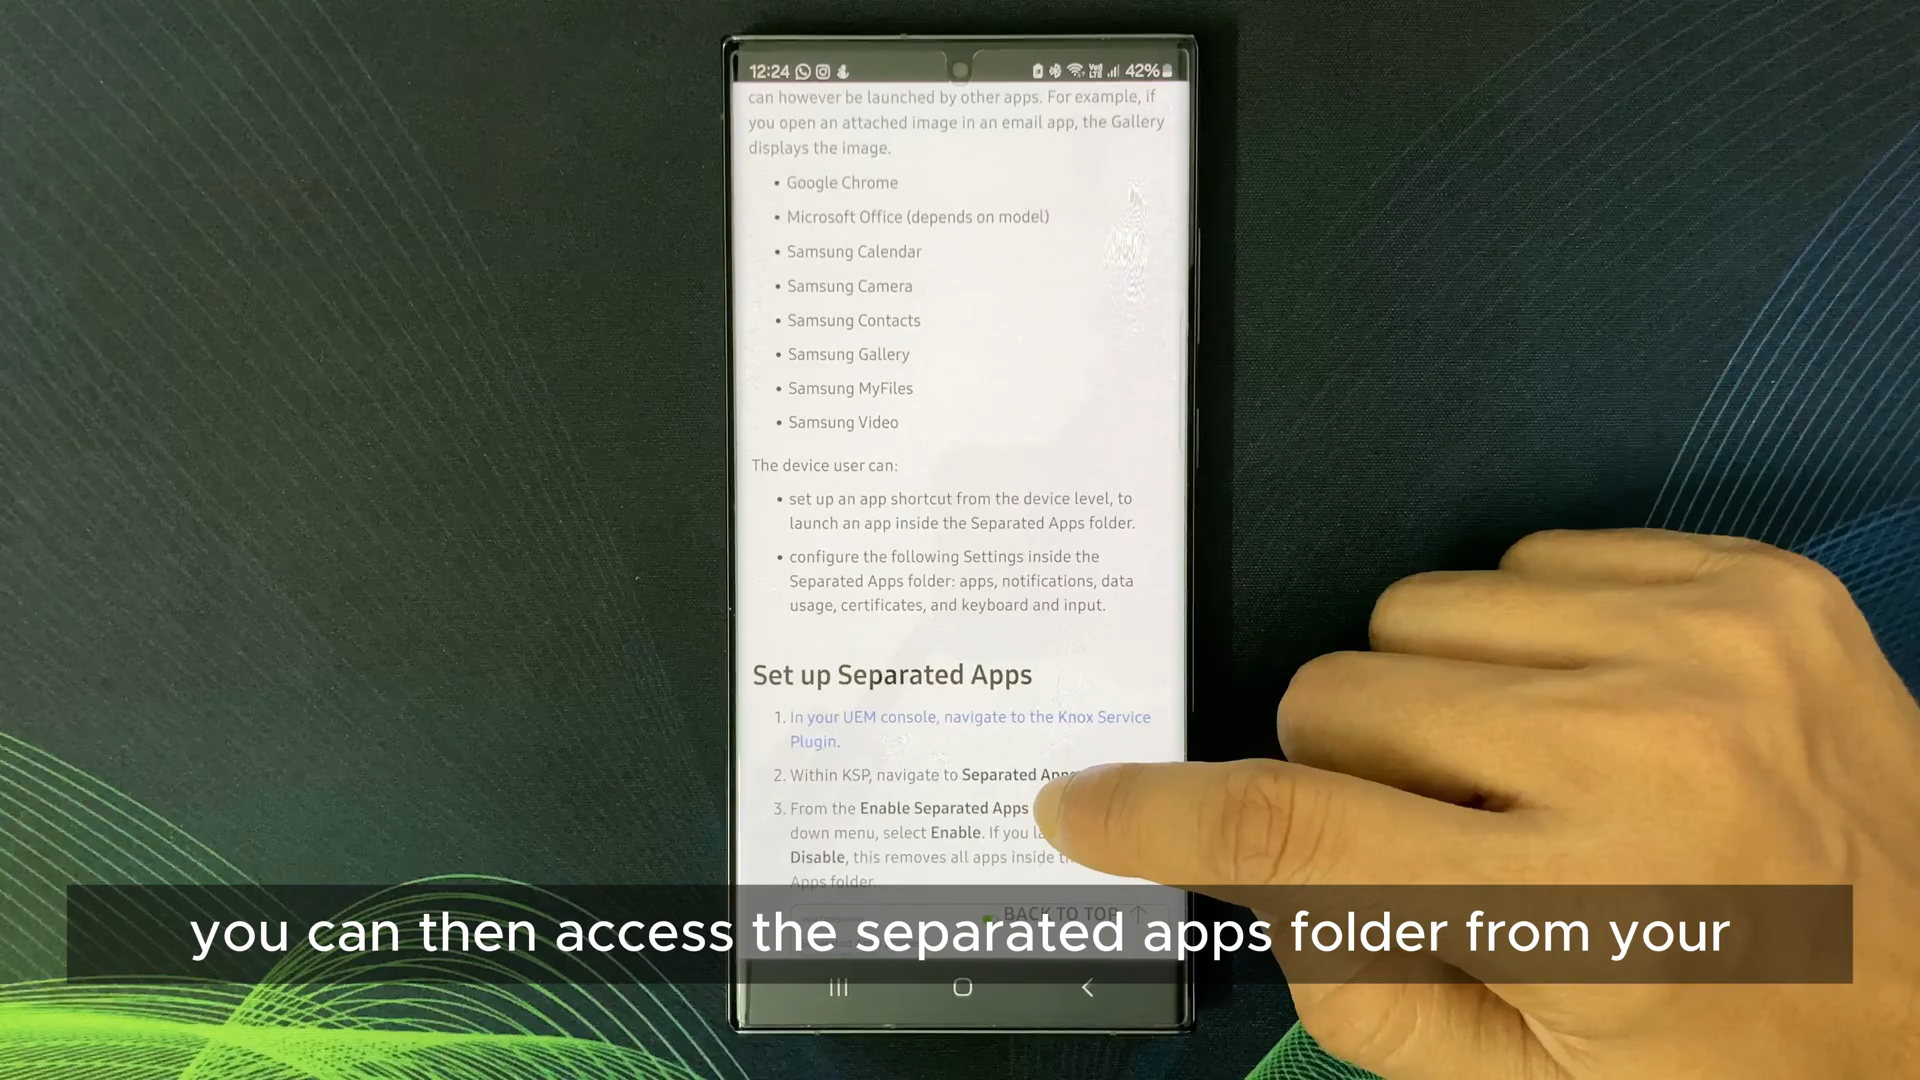 12:24 42%
can however be launched by other apps. For example, if
you open an attached image in an email app, the Gallery
displays the image.
• Google Chrome
• Microsoft Office (depends on model)
• Samsung Calendar
• Samsung Camera
• Samsung Contacts
• Samsung Gallery
• Samsung MyFiles
• Samsung Video
The device user can:
• set up an app shortcut from the device level, to
launch an app inside the Separated Apps folder.
• configure the following Settings inside the
Separated Apps folder: apps, notifications, data
usage, certificates, and keyboard and input.
Set up Separated Apps
1. In your UEM console, navigate to the Knox Service
Plugin.
2. Within KSP, navigate to Separated Apps
3. From the Enable Separated Apps
down menu, select Enable. If you
Disable, this removes all apps inside
Apps folder.
BACK TO TOP ↑
you can then access the separated apps folder from your